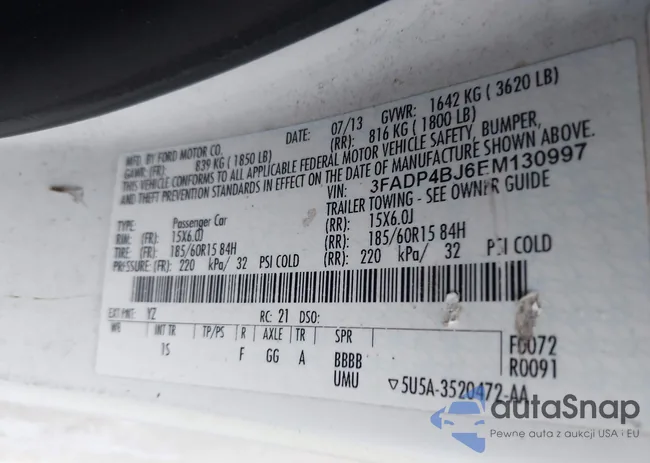 MFD. BY FORD MOTOR CO.
DATE: 07/13 GVWR: 1642 KG ( 3620 LB)
GAWR: (FR): 839 KG ( 1850 LB) (RR): 816 KG ( 1800 LB)
THIS VEHICLE CONFORMS TO ALL APPLICABLE FEDERAL MOTOR VEHICLE SAFETY, BUMPER,
AND THEFT PREVENTION STANDARDS IN EFFECT ON THE DATE OF MANUFACTURE SHOWN ABOVE.
VIN: 3FADP4BJ6EM130997
TYPE: Passenger Car TRAILER TOWING - SEE OWNER GUIDE
RIM: (FR): 15X6.0J (RR): 15X6.0J
TIRE: (FR): 185/60R15 84H (RR): 185/60R15 84H
PRESSURE: (FR): 220 kPa/ 32 PSI COLD (RR): 220 kPa/ 32 PSI COLD
EXT PNT: YZ RC: 21 DSO:
WB INT TR TP/PS R AXLE TR SPR
15 F GG A BBBB
UMU
F0072
R0091
▽5U5A-3520472-AA
autaSnap
Pewne auta z aukcji USA i EU